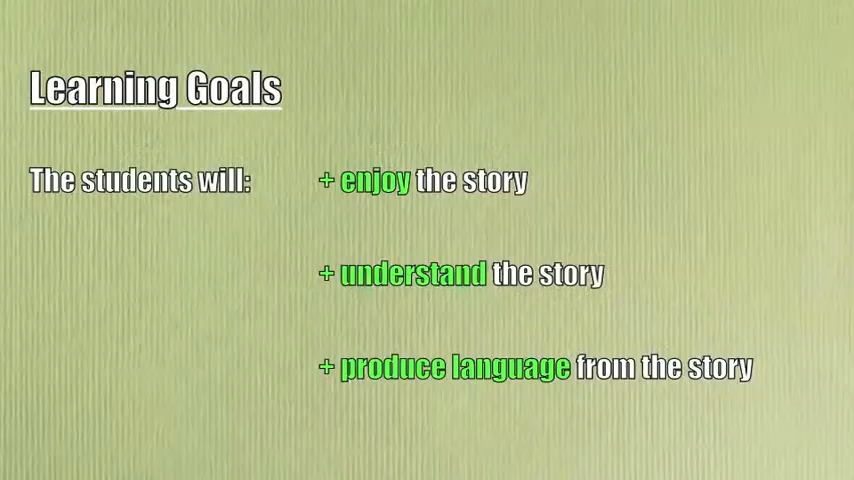 Learning Goals
The students will: + enjoy the story
+ understand the story
+ produce language from the story